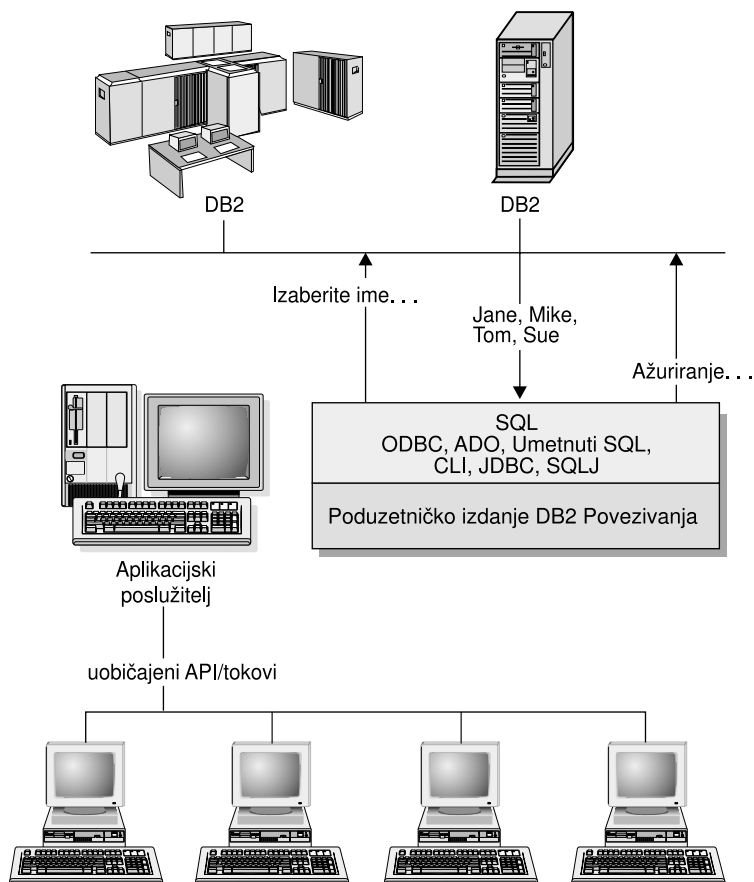 DB2
DB2
Izaberite ime. . .
Jane, Mike,
Tom, Sue
Ažuriranje. . .
SQL
ODBC, ADO, Umetnuti SQL,
CLI, JDBC, SQLJ
Poduzetničko izdanje DB2 Povezivanja
Aplikacijski
poslužitelj
uobičajeni API/tokovi